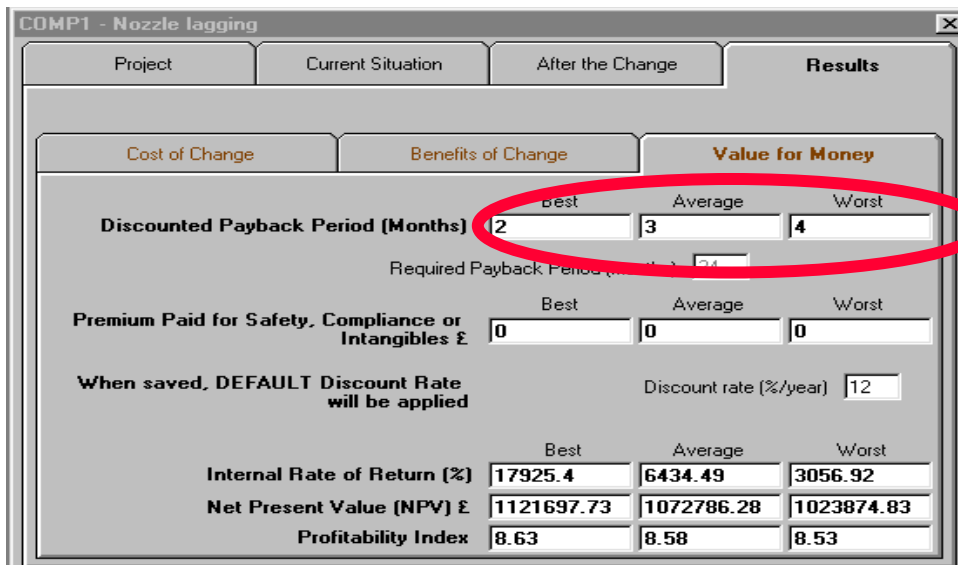 COMP1 - Nozzle lagging
Project Current Situation After the Change Results
Cost of Change Benefits of Change Value for Money
Best Average Worst
Discounted Payback Period (Months) 2 3 4
Required Payback Period
Best Average Worst
Premium Paid for Safety, Compliance or
Intangibles £ 0 0 0
When saved, DEFAULT Discount Rate
will be applied
Discount rate (%/year) 12
Best Average Worst
Internal Rate of Return (%) 17925.4 6434.49 3056.92
Net Present Value (NPV) £ 1121697.73 1072786.28 1023874.83
Profitability Index 8.63 8.58 8.53